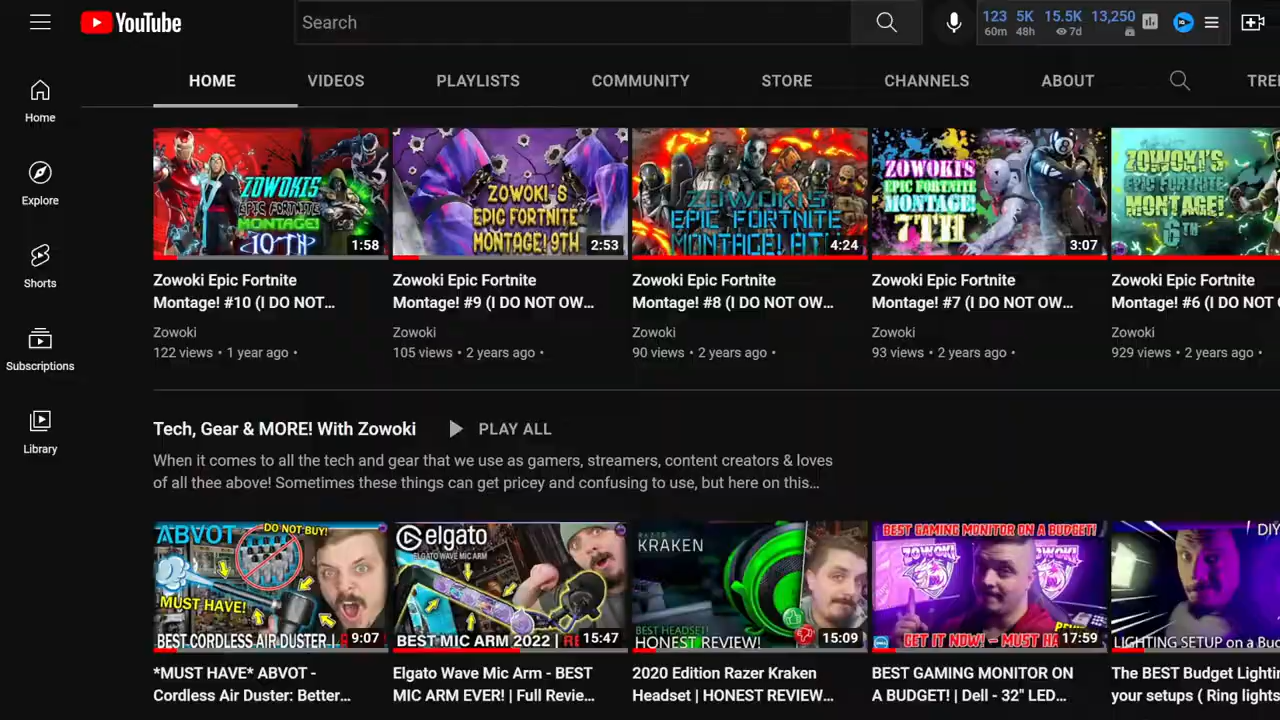 YouTube
Search
123 5K 15.5K 13,250
60m 48h 7d
HOME VIDEOS PLAYLISTS COMMUNITY STORE CHANNELS ABOUT TRE
Home
Explore
Shorts
Subscriptions
Library
ZOWOKIS
EPIC FORTNITE
MONTAGE!
10TH
1:58
ZOWOKI'S
EPIC FORTNITE
MONTAGE! 9TH
2:53
ZOWOKIS
EPIC FORTNITE
MONTAGE!
4:24
ZOWOKI'S
EPIC FORTNITE
MONTAGE!
7TH
3:07
ZOWOKI'S
EPIC FORTNITE
MONTAGE!
6TH
Zowoki Epic Fortnite
Montage! #10 (I DO NOT...
Zowoki
122 views • 1 year ago •
Zowoki Epic Fortnite
Montage! #9 (I DO NOT OW...
Zowoki
105 views • 2 years ago •
Zowoki Epic Fortnite
Montage! #8 (I DO NOT OW...
Zowoki
90 views • 2 years ago •
Zowoki Epic Fortnite
Montage! #7 (I DO NOT OW...
Zowoki
93 views • 2 years ago •
Zowoki Epic Fortnite
Montage! #6 (I DO NOT O
Zowoki
929 views • 2 years ago •
Tech, Gear & MORE! With Zowoki PLAY ALL
When it comes to all the tech and gear that we use as gamers, streamers, content creators & loves
of all thee above! Sometimes these things can get pricey and confusing to use, but here on this...
ABVOT DO NOT BUY!
MUST HAVE!
BEST CORDLESS AIR DUSTER
9:07
elgato
ELGATO WAVE MIC ARM
BEST MIC ARM 2022 |
15:47
KRAKEN
BEST HEADSET!
HONEST REVIEW!
15:09
BEST GAMING MONITOR ON A BUDGET!
ZOWOKI ZOWOKI
GET IT NOW! - MUST HA
17:59
DIY
LIGHTING SETUP on a Bud
*MUST HAVE* ABVOT -
Cordless Air Duster: Better...
Elgato Wave Mic Arm - BEST
MIC ARM EVER! | Full Revie...
2020 Edition Razer Kraken
Headset | HONEST REVIEW...
BEST GAMING MONITOR ON
A BUDGET! | Dell - 32" LED...
The BEST Budget Lightin
your setups ( Ring lights